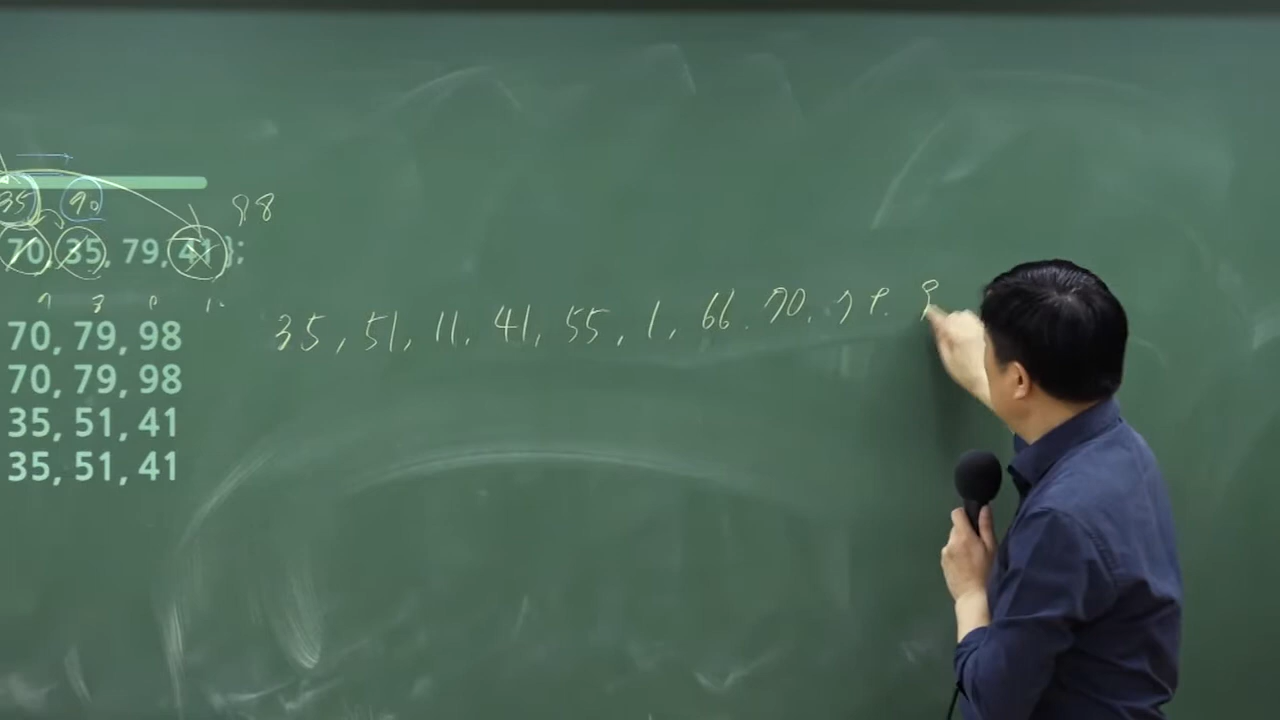 35 90
98
70, 35, 79, 41};
70, 79, 98
35, 51, 11, 41, 55, 1, 66. 70. 79. 9
70, 79, 98
35, 51, 41
35, 51, 41